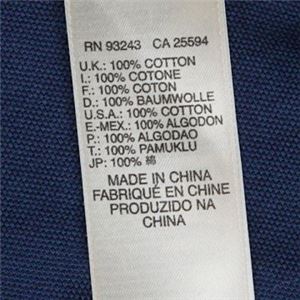 RN 93243 CA 25594
U.K.: 100% COTTON
I.: 100% COTONE
F.: 100% COTON
D.: 100% BAUMWOLLE
U.S.A.: 100% COTTON
E.-MEX.: 100% ALGODON
P.: 100% ALGODAO
T.: 100% PAMUKLU
JP: 100% 綿
MADE IN CHINA
FABRIQUÉ EN CHINE
PRODUZIDO NA
CHINA